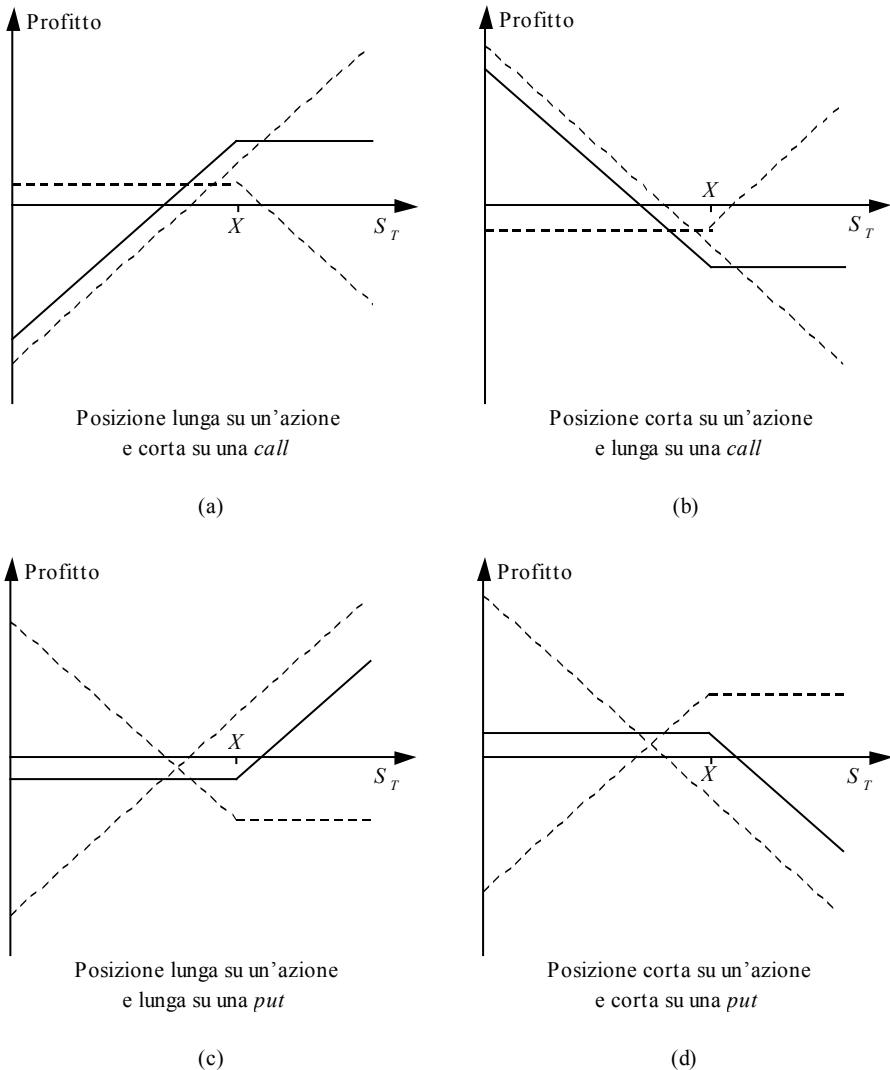 Profitto
X
S T
Posizione lunga su un’azione
e corta su una call
(a)
Profitto
X
S T
Posizione corta su un’azione
e lunga su una call
(b)
Profitto
X
S T
Posizione lunga su un’azione
e lunga su una put
(c)
Profitto
X
S T
Posizione corta su un’azione
e corta su una put
(d)